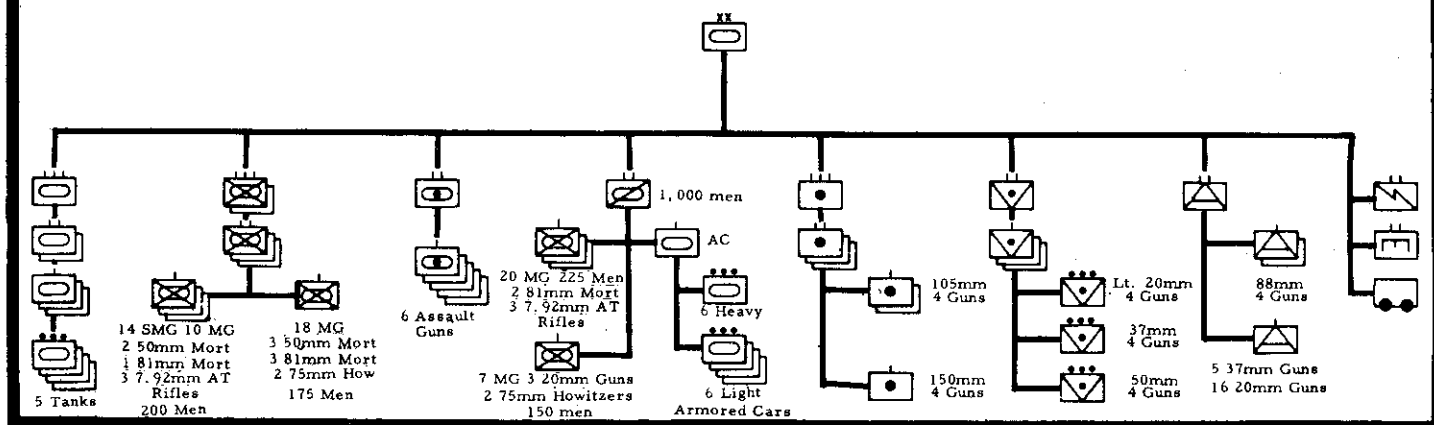 xx
1,000 men
AC
20 MG 225 Men
2 81mm Mort
3 7.92mm AT
Rifles
6 Heavy
105mm
4 Guns
Lt. 20mm
4 Guns
88mm
4 Guns
6 Assault
Guns
14 SMG 10 MG
2 50mm Mort
1 81mm Mort
3 7.92mm AT
Rifles
200 Men
18 MG
3 50mm Mort
3 81mm Mort
2 75mm How
175 Men
37mm
4 Guns
5 Tanks
7 MG 3 20mm Guns
2 75mm Howitzers
150 men
6 Light
Armored Cars
150mm
4 Guns
50mm
4 Guns
5 37mm Guns
16 20mm Guns